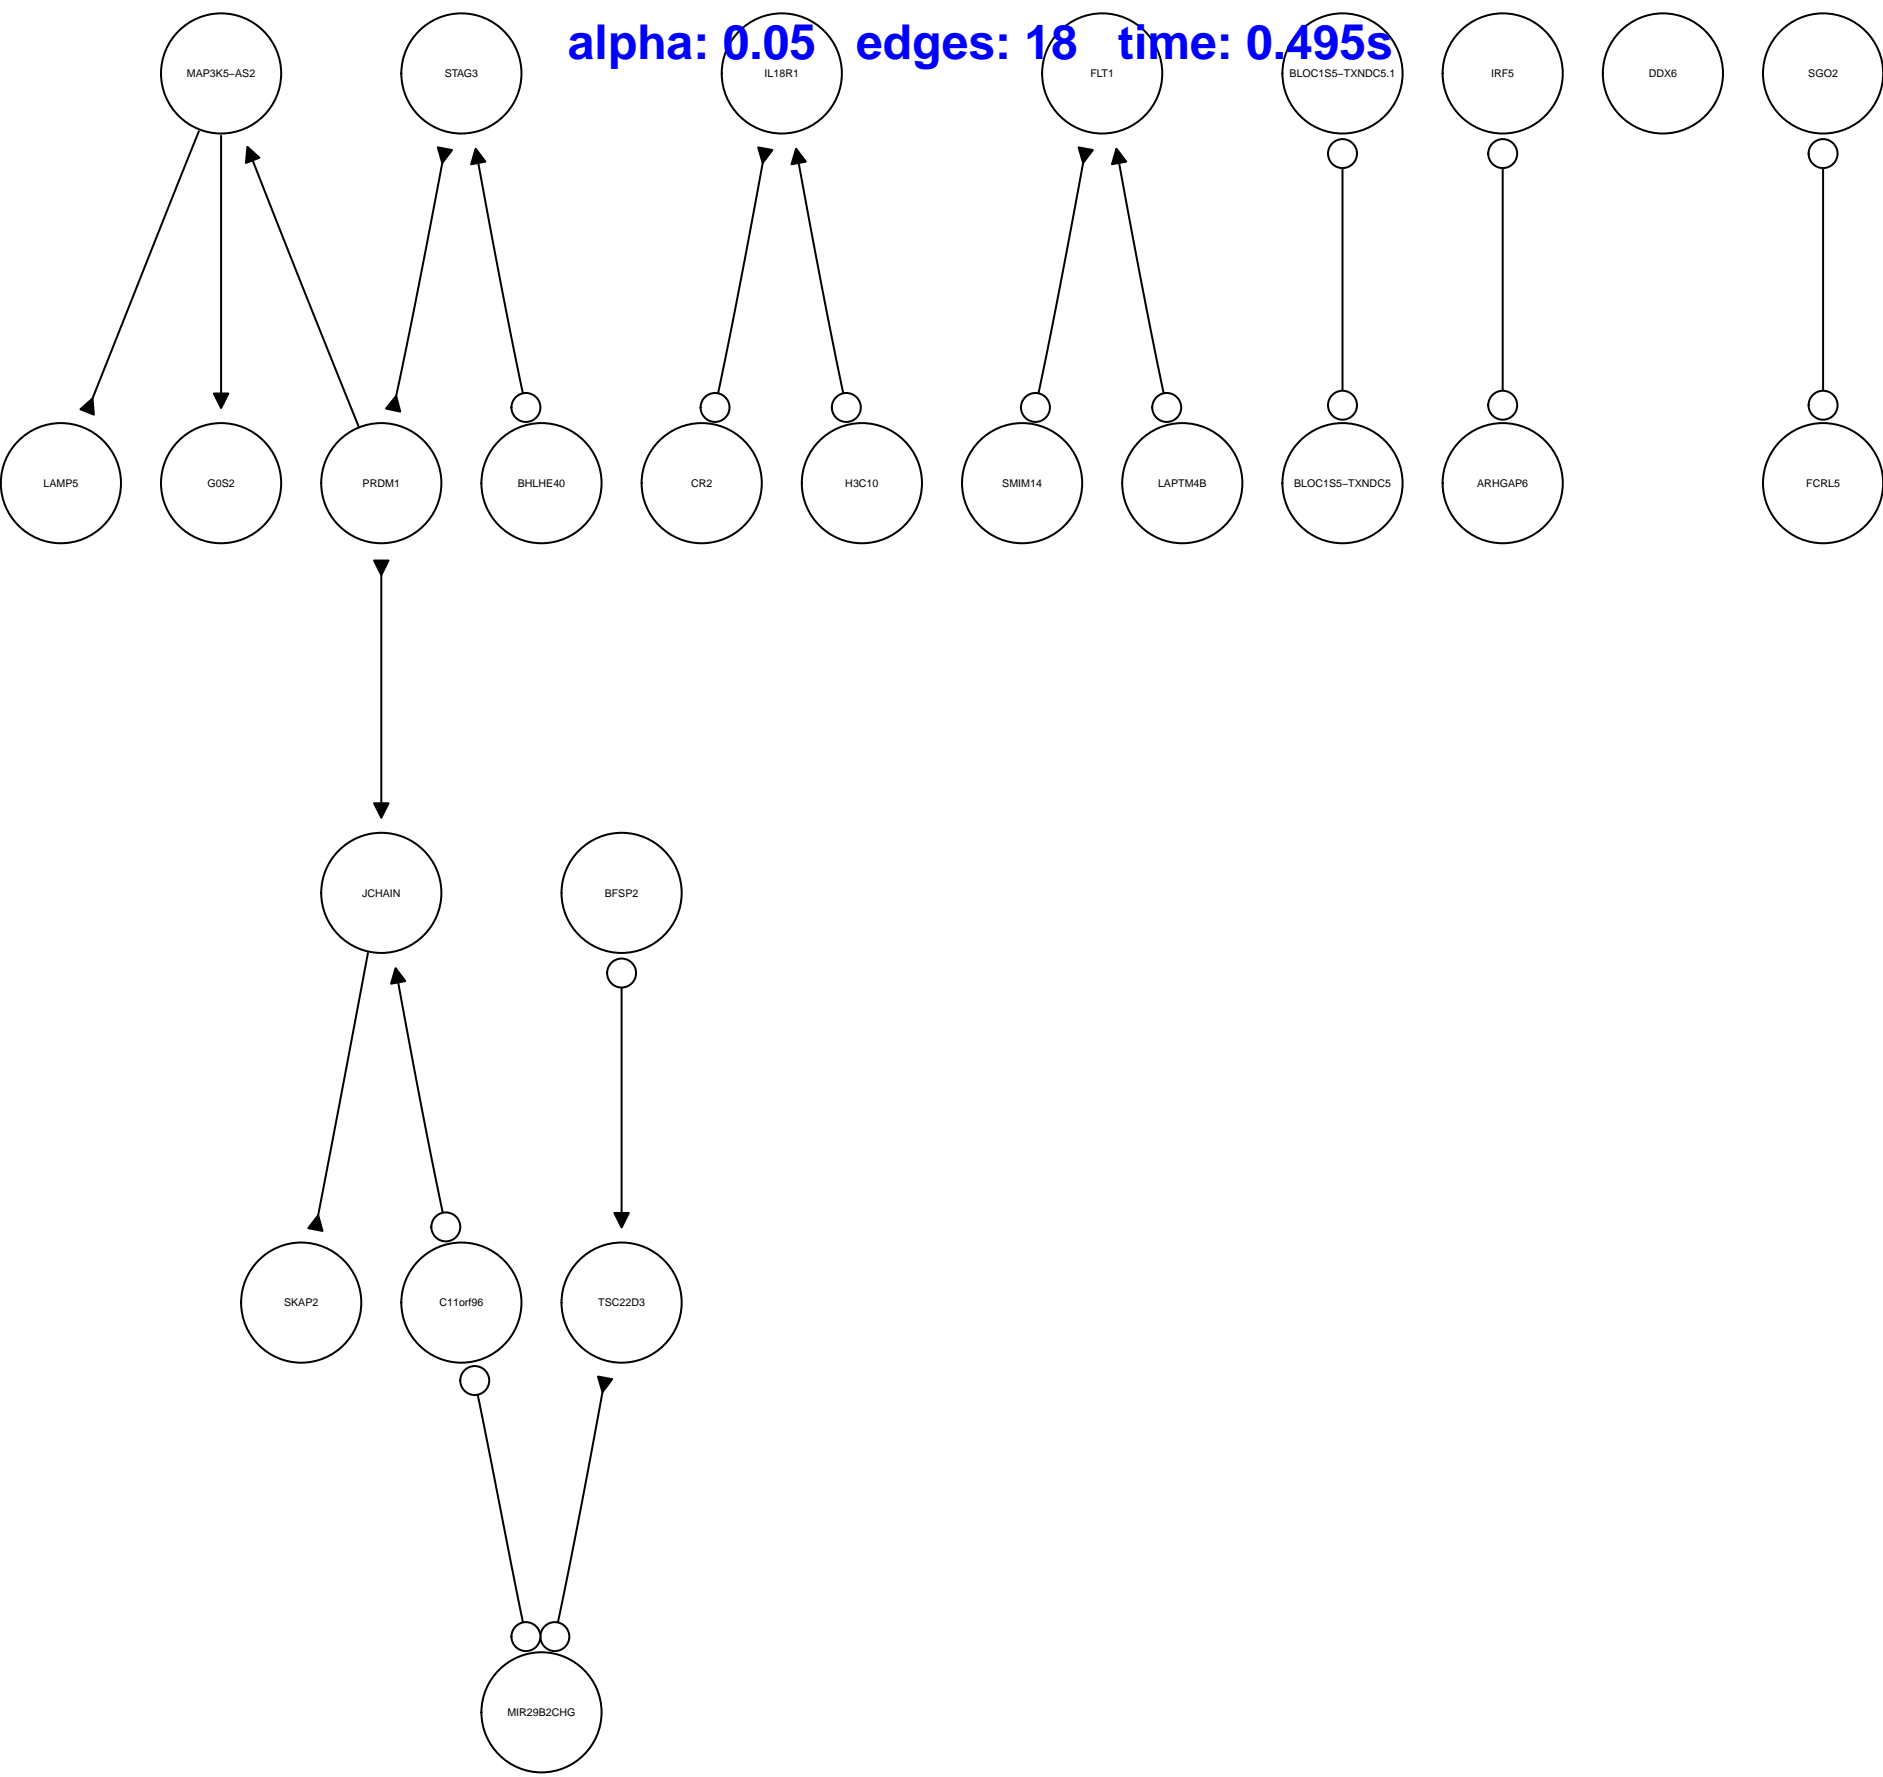 alpha: 0.05 edges: 18 time: 0.495s
MAP3K5–AS2 STAG3 IL18R1 FLT1 BLOC1S5–TXNDC5.1 IRF5 DDX6 SGO2
LAMP5 G0S2 PRDM1 BHLHE40 CR2 H3C10 SMIM14 LAPTM4B BLOC1S5–TXNDC5 ARHGAP6 FCRL5
JCHAIN BFSP2
SKAP2 C11orf96 TSC22D3
MIR29B2CHG